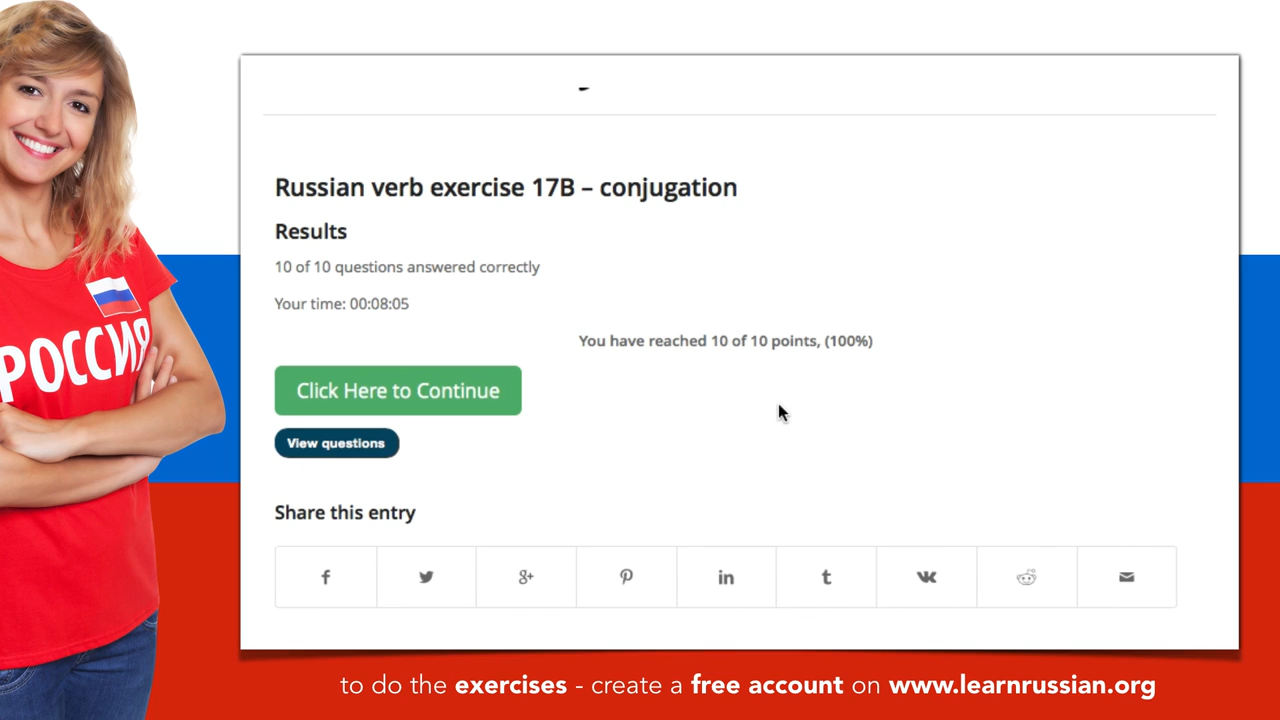 РОССИЯ
Russian verb exercise 17B – conjugation
Results
10 of 10 questions answered correctly
Your time: 00:08:05
You have reached 10 of 10 points, (100%)
Click Here to Continue
View questions
Share this entry
to do the exercises - create a free account on www.learnrussian.org